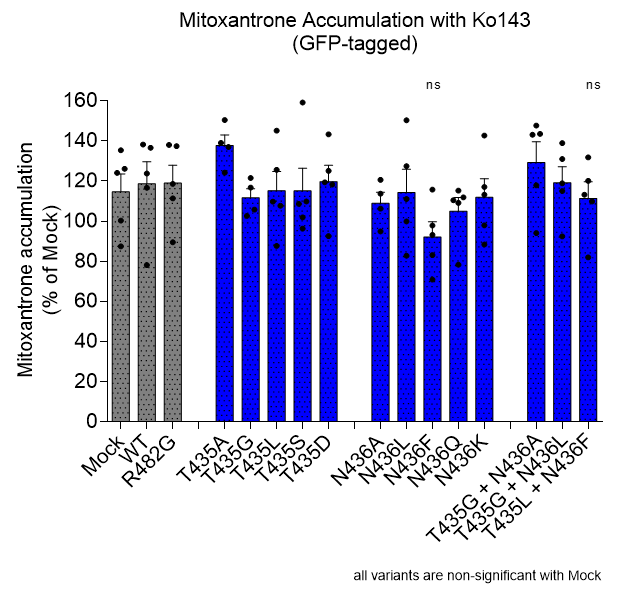 Mitoxantrone Accumulation with Ko143
(GFP-tagged)
ns
ns
Mitoxantrone accumulation
(% of Mock)
160
140
120
100
80
60
40
20
0
Mock
WT
R482G
T435A
T435G
T435L
T435S
T435D
N436A
N436L
N436F
N436Q
N436K
T435G + N436A
T435G + N436L
T435L + N436F
all variants are non-significant with Mock